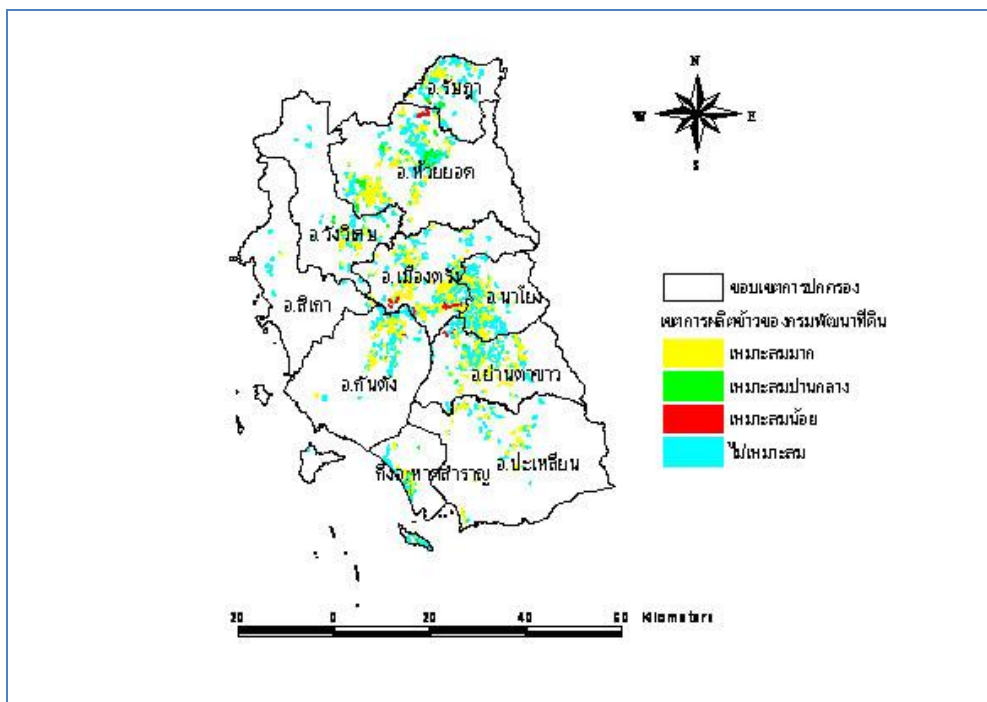 N
W
E
S
อ.รัษฎา
อ.ห้วยยอด
อ.วังวิเศษ
อ.เมืองตรัง
อ.นาโยง
อ.สิเกา
อ.กันตัง
อ.ย่านตาขาว
กิ่งอ.หาดสำราญ
อ.ปะเหลียน
ขอบเขตการปกครอง
เขตการผลิตข้าวของกรมพัฒนาที่ดิน
เหมาะสมมาก
เหมาะสมปานกลาง
เหมาะสมน้อย
ไม่เหมาะสม
20 0 20 40 60 Kilometers